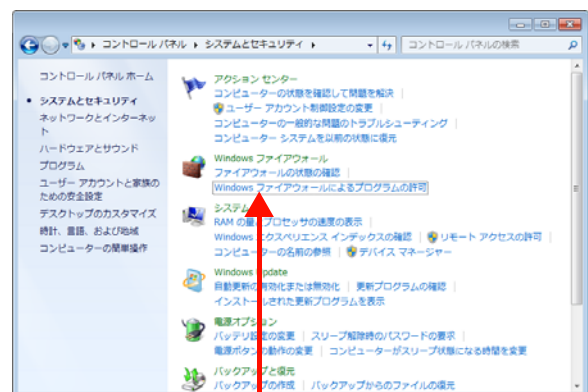 コントロール パネル ▸ システムとセキュリティ ▸
コントロール パネルの検索
コントロール パネル ホーム
システムとセキュリティ
ネットワークとインターネッ
ト
ハードウェアとサウンド
プログラム
ユーザー アカウントと家族の
ための安全設定
デスクトップのカスタマイズ
時計、言語、および地域
コンピューターの簡単操作
アクション センター
コンピューターの状態を確認して問題を解決
ユーザー アカウント制御設定の変更
コンピューターの一般的な問題のトラブルシューティング
コンピューター システムを以前の状態に復元
Windows ファイアウォール
ファイアウォールの状態の確認
Windows ファイアウォールによるプログラムの許可
システム
RAM の量とプロセッサの速度の表示
Windows エクスペリエンス インデックスの確認 | リモート アクセスの許可
コンピューターの名前の参照 | デバイス マネージャー
Windows Update
自動更新の有効化または無効化 | 更新プログラムの確認
インストールされた更新プログラムを表示
電源オプション
バッテリ設定の変更 | スリープ解除時のパスワードの要求
電源ボタンの動作の変更 | コンピューターがスリープ状態になる時間を変更
バックアップと復元
バックアップの作成 | バックアップからのファイルの復元